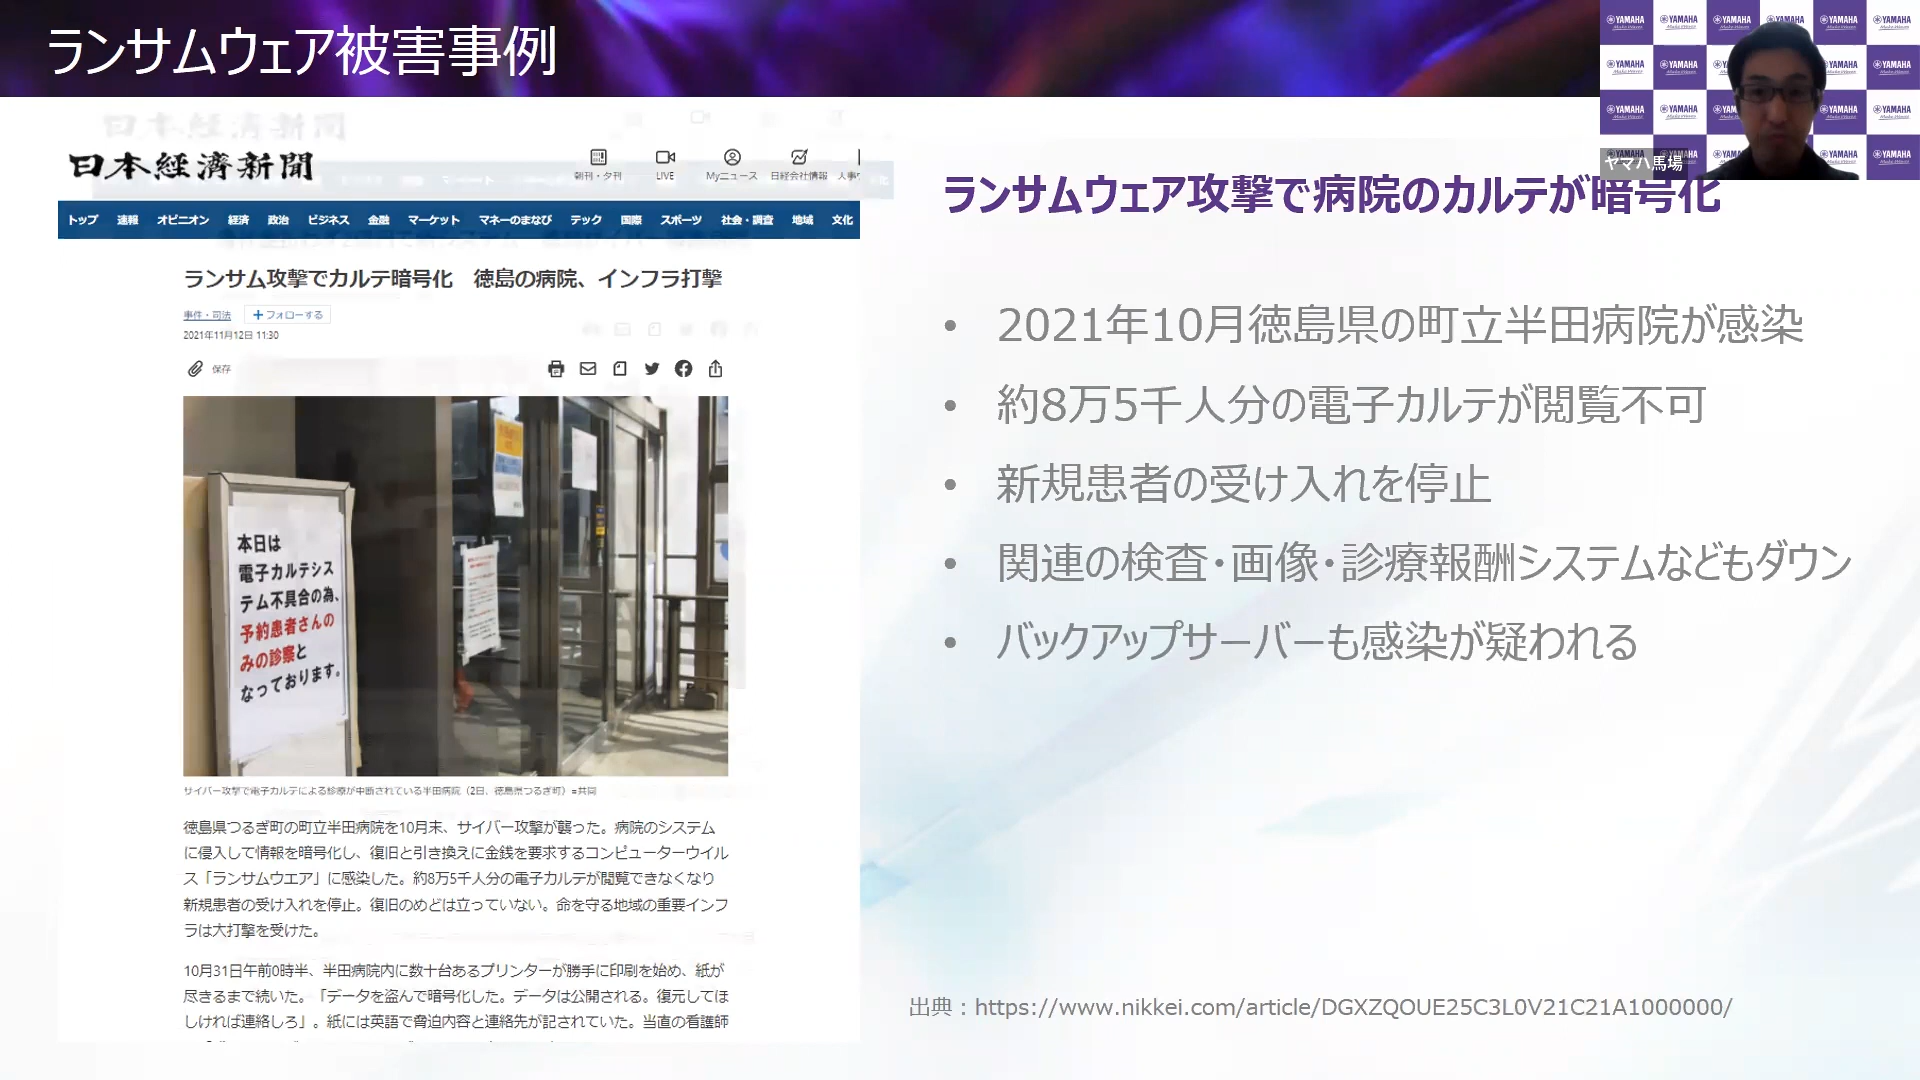 ランサムウェア被害事例
YAMAHA
ヤマハ馬場
日本経済新聞
朝刊・夕刊
LIVE
Myニュース
日経会社情報
トップ 速報 オピニオン 経済 政治 ビジネス 金融 マーケット マネーのまなび テック 国際 スポーツ 社会・調査 地域 文化
ランサム攻撃でカルテ暗号化 徳島の病院、インフラ打撃
事件・司法
+フォローする
2021年11月12日 11:30
保存
本日は
電子カルテシス
テム不具合の為、
予約患者さんの
みの診察と
なっております。
サイバー攻撃で電子カルテによる診療が中断されている半田病院(2日、徳島県つるぎ町)=共同
徳島県つるぎ町の町立半田病院を10月末、サイバー攻撃が襲った。病院のシステム
に侵入して情報を暗号化し、復旧と引き換えに金銭を要求するコンピューターウイル
ス「ランサムウエア」に感染した。約8万5千人分の電子カルテが閲覧できなくなり
新規患者の受け入れを停止。復旧のめどは立っていない。命を守る地域の重要インフ
ラは大打撃を受けた。
10月31日午前0時半、半田病院内に数十台あるプリンターが勝手に印刷を始め、紙が
尽きるまで続いた。「データを盗んで暗号化した。データは公開される。復元してほ
しければ連絡しろ」。紙には英語で脅迫内容と連絡先が記されていた。当直の看護師
ランサムウェア攻撃で病院のカルテが暗号化
• 2021年10月徳島県の町立半田病院が感染
• 約8万5千人分の電子カルテが閲覧不可
• 新規患者の受け入れを停止
• 関連の検査・画像・診療報酬システムなどもダウン
• バックアップサーバーも感染が疑われる
出典：https://www.nikkei.com/article/DGXZQOUE25C3L0V21C21A1000000/